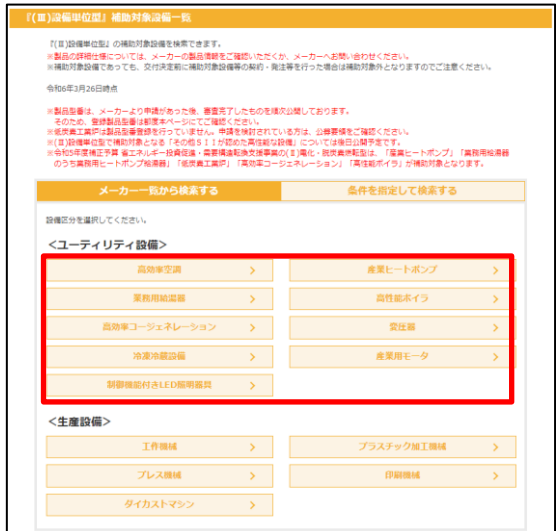 『(Ⅲ)設備単位型』補助対象設備一覧
『(Ⅲ)設備単位型』の補助対象設備を検索できます。
※製品の詳細仕様については、メーカーの製品情報をご確認いただくか、メーカーへお問い合わせください。
※補助対象設備であっても、交付決定前に補助対象設備等の契約・発注等を行った場合は補助対象外となりますのでご注意ください。
令和6年3月26日時点
※製品型番は、メーカーより申請があった後、審査完了したものを順次公開しております。
そのため、登録製品型番は都度本ページにてご確認ください。
※低炭素工業炉は製品型番登録を行っていません。申請を検討されている方は、公募要領をご確認ください。
※(Ⅲ)設備単位型で補助対象となる「その他SIIが認めた高性能な設備」については後日公開予定です。
※令和5年度補正予算 省エネルギー投資促進・需要構造転換支援事業の(Ⅱ)電化・脱炭素燃転型は、「産業ヒートポンプ」「業務用給湯器
のうち業務用ヒートポンプ給湯器」「低炭素工業炉」「高効率コージェネレーション」「高性能ボイラ」が補助対象となります。
メーカー一覧から検索する
条件を指定して検索する
設備区分を選択してください。
<ユーティリティ設備>
高効率空調 >
産業ヒートポンプ >
業務用給湯器 >
高性能ボイラ >
高効率コージェネレーション >
変圧器 >
冷凍冷蔵設備 >
産業用モータ >
制御機能付きLED照明器具 >
<生産設備>
工作機械 >
プラスチック加工機械 >
プレス機械 >
印刷機械 >
ダイカストマシン >